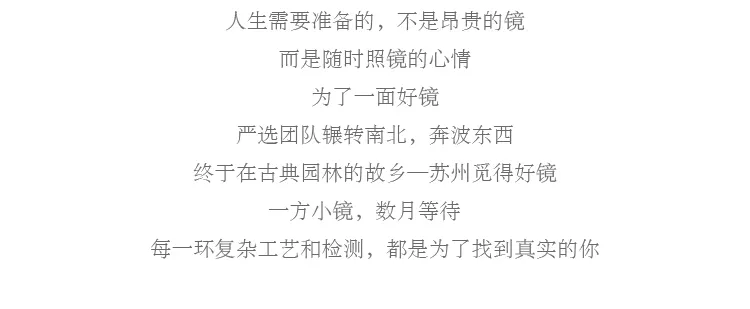 人生需要准备的，不是昂贵的镜
而是随时照镜的心情
为了一面好镜
严选团队辗转南北，奔波东西
终于在古典园林的故乡—苏州觅得好镜
一方小镜，数月等待
每一环复杂工艺和检测，都是为了找到真实的你